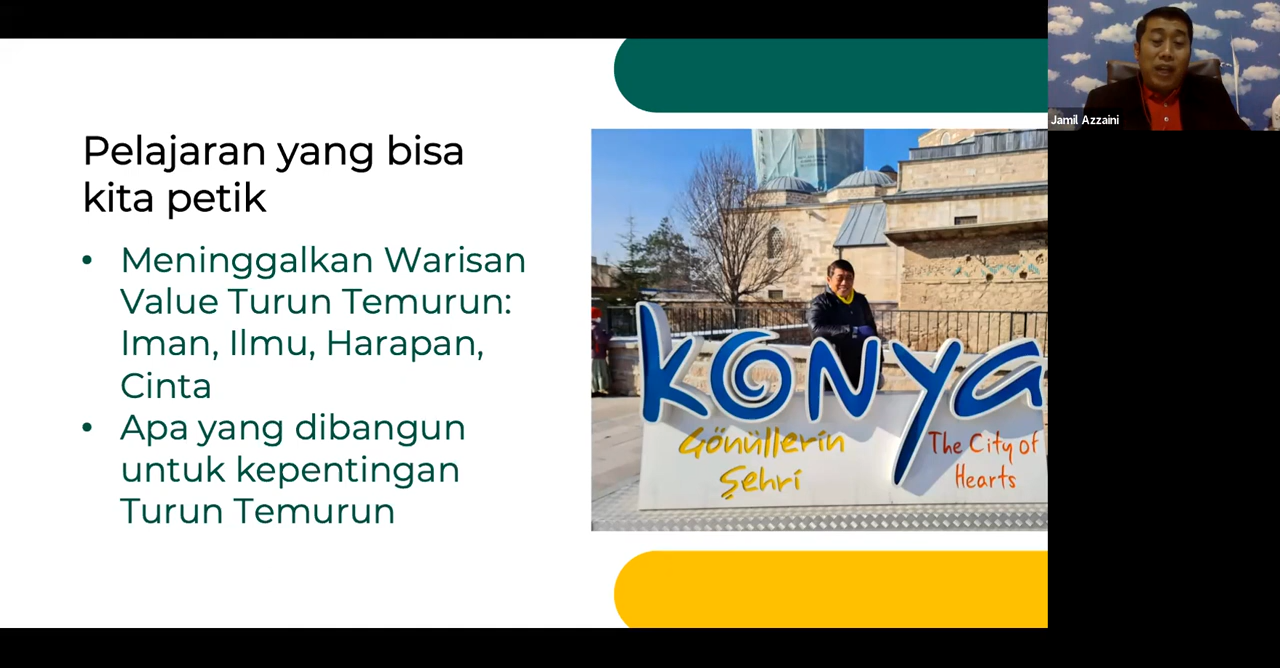 Pelajaran yang bisa
kita petik
• Meninggalkan Warisan
Value Turun Temurun:
Iman, Ilmu, Harapan,
Cinta
• Apa yang dibangun
untuk kepentingan
Turun Temurun
KONYA
Gönüllerin
Şehri
The City of
Hearts
Jamil Azzaini